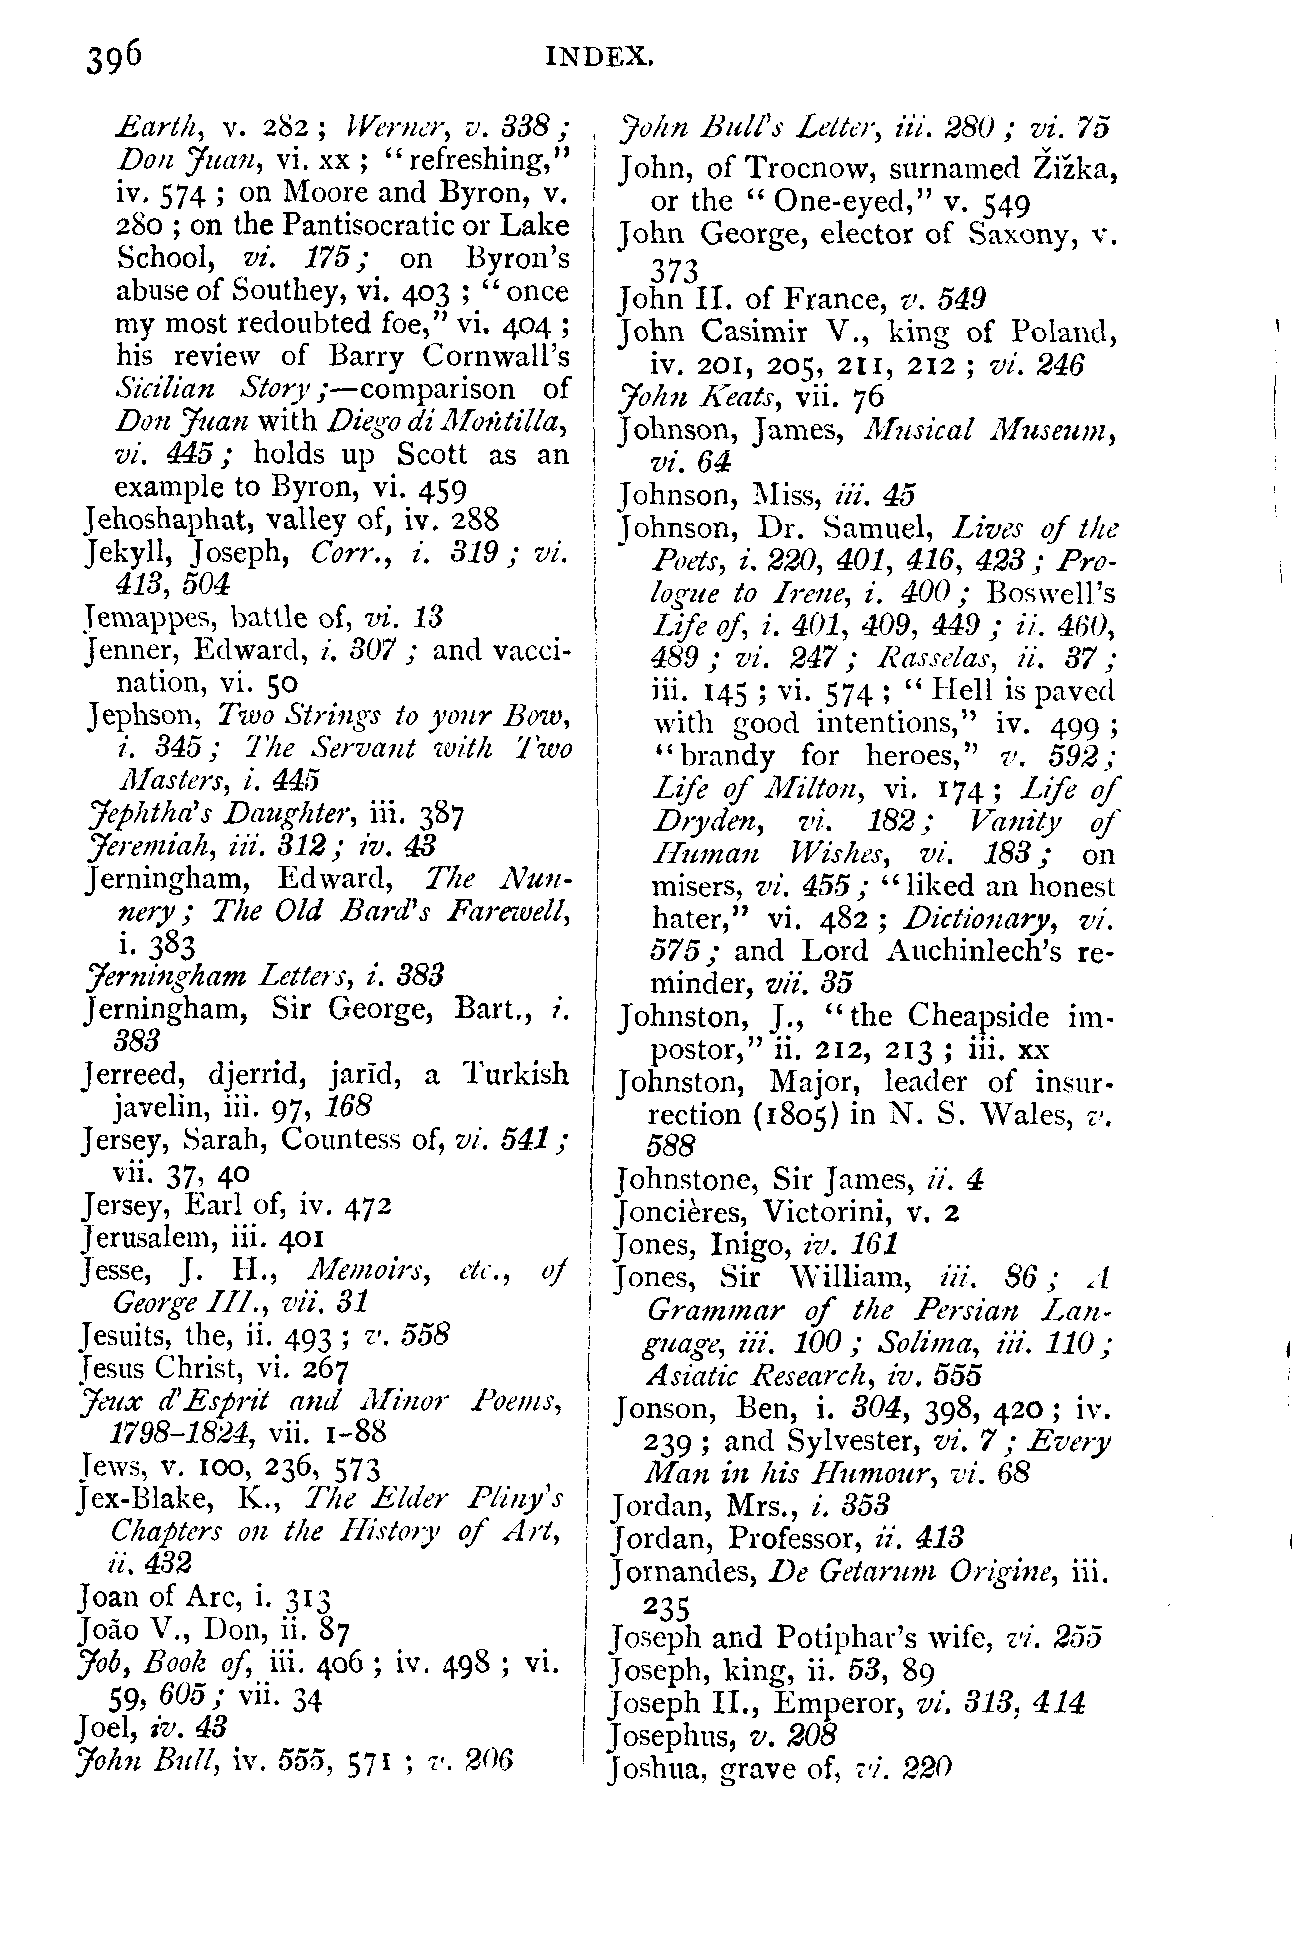 396
INDEX.
Earth, v. 282 ; Werner, v. 338 ;
Don Juan, vi. xx ; “refreshing,”
iv. 574 ; on Moore and Byron, v.
280 ; on the Pantisocratic or Lake
School, vi. 175 ; on Byron's
abuse of Southey, vi. 403 ; “once
my most redoubted foe,” vi. 404 ;
his review of Barry Cornwall's
Sicilian Story ;—comparison of
Don Juan with Diego di Montilla,
vi. 445 ; holds up Scott as an
example to Byron, vi. 459
Jehoshaphat, valley of, iv. 288
Jekyll, Joseph, Corr., i. 319 ; vi.
413, 504
Jemappes, battle of, vi. 13
Jenner, Edward, i. 307 ; and vacci-
nation, vi. 50
Jephson, Two Strings to your Bow,
i. 345 ; The Servant with Two
Masters, i. 445
Jephtha's Daughter, iii. 387
Jeremiah, iii. 312 ; iv. 43
Jerningham, Edward, The Nun-
nery ; The Old Bard's Farewell,
i. 383
Jerningham Letters, i. 383
Jerningham, Sir George, Bart., i.
383
Jerreed, djerrid, jarīd, a Turkish
javelin, iii. 97, 168
Jersey, Sarah, Countess of, vi. 541 ;
vii. 37, 40
Jersey, Earl of, iv. 472
Jerusalem, iii. 401
Jesse, J. H., Memoirs, etc., of
George III., vii. 31
Jesuits, the, ii. 493 ; v. 558
Jesus Christ, vi. 267
Jeux d'Esprit and Minor Poems,
1798–1824, vii. 1–88
Jews, v. 100, 236, 573
Jex-Blake, K., The Elder Pliny's
Chapters on the History of Art,
ii. 432
Joan of Arc, i. 313
João V., Don, ii. 87
Job, Book of, iii. 406 ; iv. 498 ; vi.
59, 605 ; vii. 34
Joel, iv. 43
John Bull, iv. 555, 571 ; v. 206
John Bull's Letter, iii. 280 ; vi. 75
John, of Trocnow, surnamed Žižka,
or the “One-eyed,” v. 549
John George, elector of Saxony, v.
373
John II. of France, v. 549
John Casimir V., king of Poland,
iv. 201, 205, 211, 212 ; vi. 246
John Keats, vii. 76
Johnson, James, Musical Museum,
vi. 64
Johnson, Miss, iii. 45
Johnson, Dr. Samuel, Lives of the
Poets, i. 220, 401, 416, 423 ; Pro-
logue to Irene, i. 400 ; Boswell's
Life of, i. 401, 409, 449 ; ii. 460,
489 ; vi. 247 ; Rasselas, ii. 37 ;
iii. 145 ; vi. 574 ; “Hell is paved
with good intentions,” iv. 499 ;
“brandy for heroes,” v. 592 ;
Life of Milton, vi. 174 ; Life of
Dryden, vi. 182 ; Vanity of
Human Wishes, vi. 183 ; on
misers, vi. 455 ; “liked an honest
hater,” vi. 482 ; Dictionary, vi.
575 ; and Lord Auchinlech's re-
minder, vii. 35
Johnston, J., “the Cheapside im-
postor,” ii. 212, 213 ; iii. xx
Johnston, Major, leader of insur-
rection (1805) in N. S. Wales, v.
588
Johnstone, Sir James, ii. 4
Joncières, Victorini, v. 2
Jones, Inigo, iv. 161
Jones, Sir William, iii. 86 ; A
Grammar of the Persian Lan-
guage, iii. 100 ; Solima, iii. 110 ;
Asiatic Research, iv. 555
Jonson, Ben, i. 304, 398, 420 ; iv.
239 ; and Sylvester, vi. 7 ; Every
Man in his Humour, vi. 68
Jordan, Mrs., i. 353
Jordan, Professor, ii. 413
Jornandes, De Getarum Origine, iii.
235
Joseph and Potiphar's wife, vi. 255
Joseph, king, ii. 53, 89
Joseph II., Emperor, vi. 313, 414
Josephus, v. 208
Joshua, grave of, vi. 220